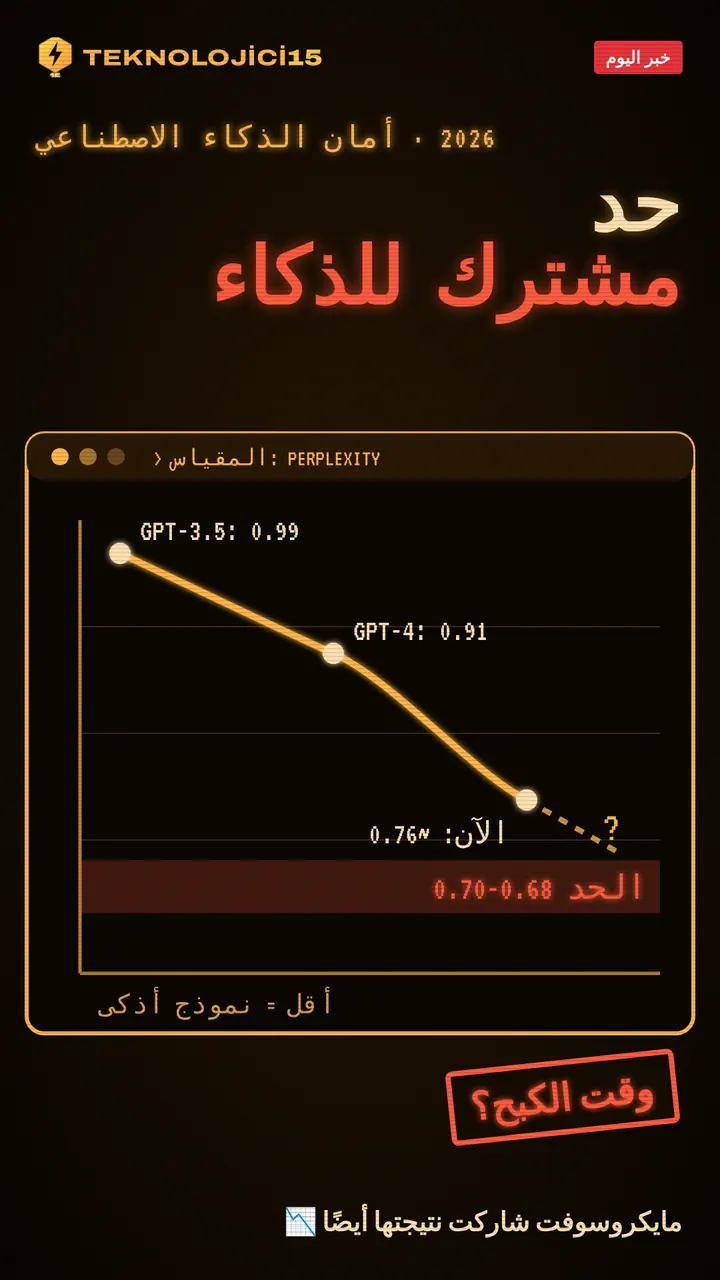 TEKNOLOJİCİ15
خبر اليوم
2026 · أمان الذكاء الاصطناعي
حد
مشترك للذكاء
› المقياس: PERPLEXITY
GPT-3.5: 0.99
GPT-4: 0.91
الآن: ~0.76
?
الحد 0.68-0.70
أقل = نموذج أذكى
وقت الكبح؟
مايكروسوفت شاركت نتيجتها أيضًا 📉